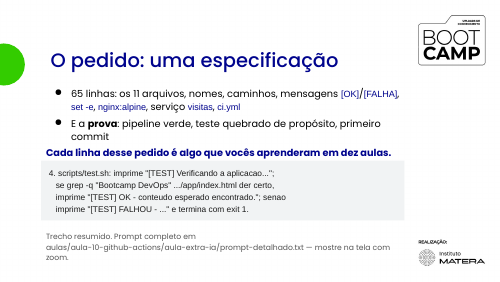 BOOT
CAMP
O pedido: uma especificação
65 linhas: os 11 arquivos, nomes, caminhos, mensagens [OK]/[FALHA],
set -e, nginx:alpine, serviço visitas, ci.yml
E a prova: pipeline verde, teste quebrado de propósito, primeiro
commit
Cada linha desse pedido é algo que vocês aprenderam em dez aulas.
4. scripts/test.sh: imprime "[TEST] Verificando a aplicacao...";
se grep -q "Bootcamp DevOps" .../app/index.html der certo,
imprime "[TEST] OK - conteudo esperado encontrado."; senao
imprime "[TEST] FALHOU - ..." e termina com exit 1.
Trecho resumido. Prompt completo em
aulas/aula-10-github-actions/aula-extra-ia/prompt-detalhado.txt — mostre na tela com
zoom.
REALIZAÇÃO:
instituto
MATERA